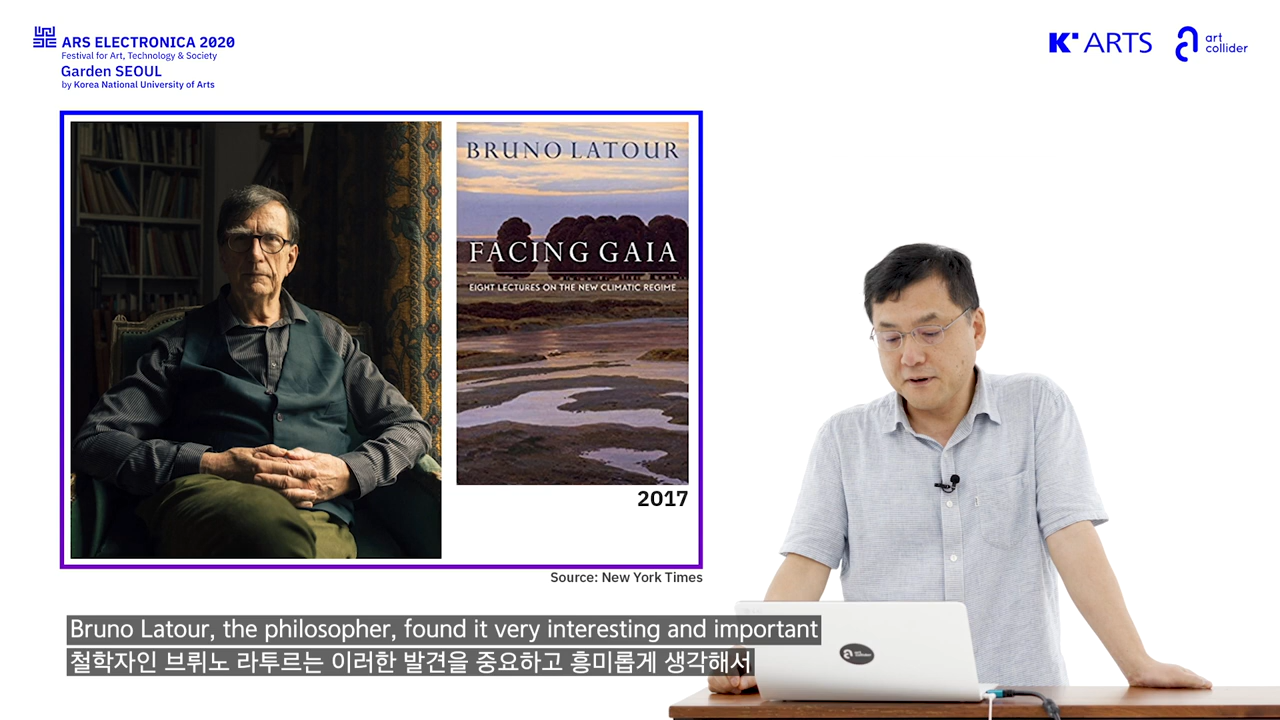 ARS ELECTRONICA 2020
Festival for Art, Technology & Society
Garden SEOUL
by Korea National University of Arts
K'ARTS
art
collider
BRUNO LATOUR
FACING GAIA
EIGHT LECTURES ON THE NEW CLIMATIC REGIME
2017
Source: New York Times
Bruno Latour, the philosopher, found it very interesting and important
철학자인 브뤼노 라투르는 이러한 발견을 중요하고 흥미롭게 생각해서
art
collider